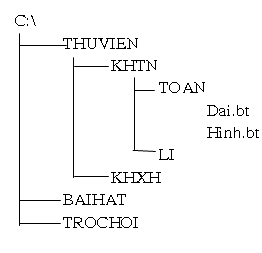 C:\
THUVIEN
KHTN
TOAN
Dai.bt
Hinh.bt
LI
KHXH
BAIHAT
TROCHOI